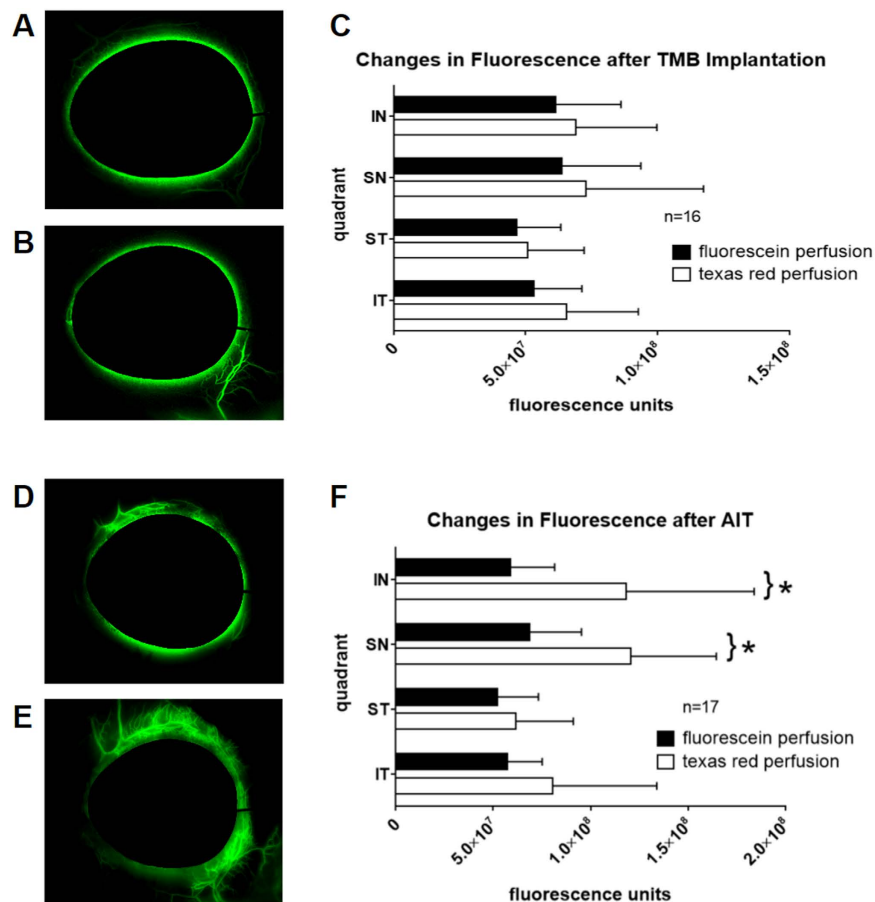 A
B
C
Changes in Fluorescence after TMB Implantation
quadrant
IN
SN
ST
IT
n=16
fluorescein perfusion
texas red perfusion
0
5.0×10⁷
1.0×10⁸
1.5×10⁸
fluorescence units
D
E
F
Changes in Fluorescence after AIT
quadrant
IN
} *
SN
} *
ST
IT
n=17
fluorescein perfusion
texas red perfusion
0
5.0×10⁷
1.0×10⁸
1.5×10⁸
2.0×10⁸
fluorescence units